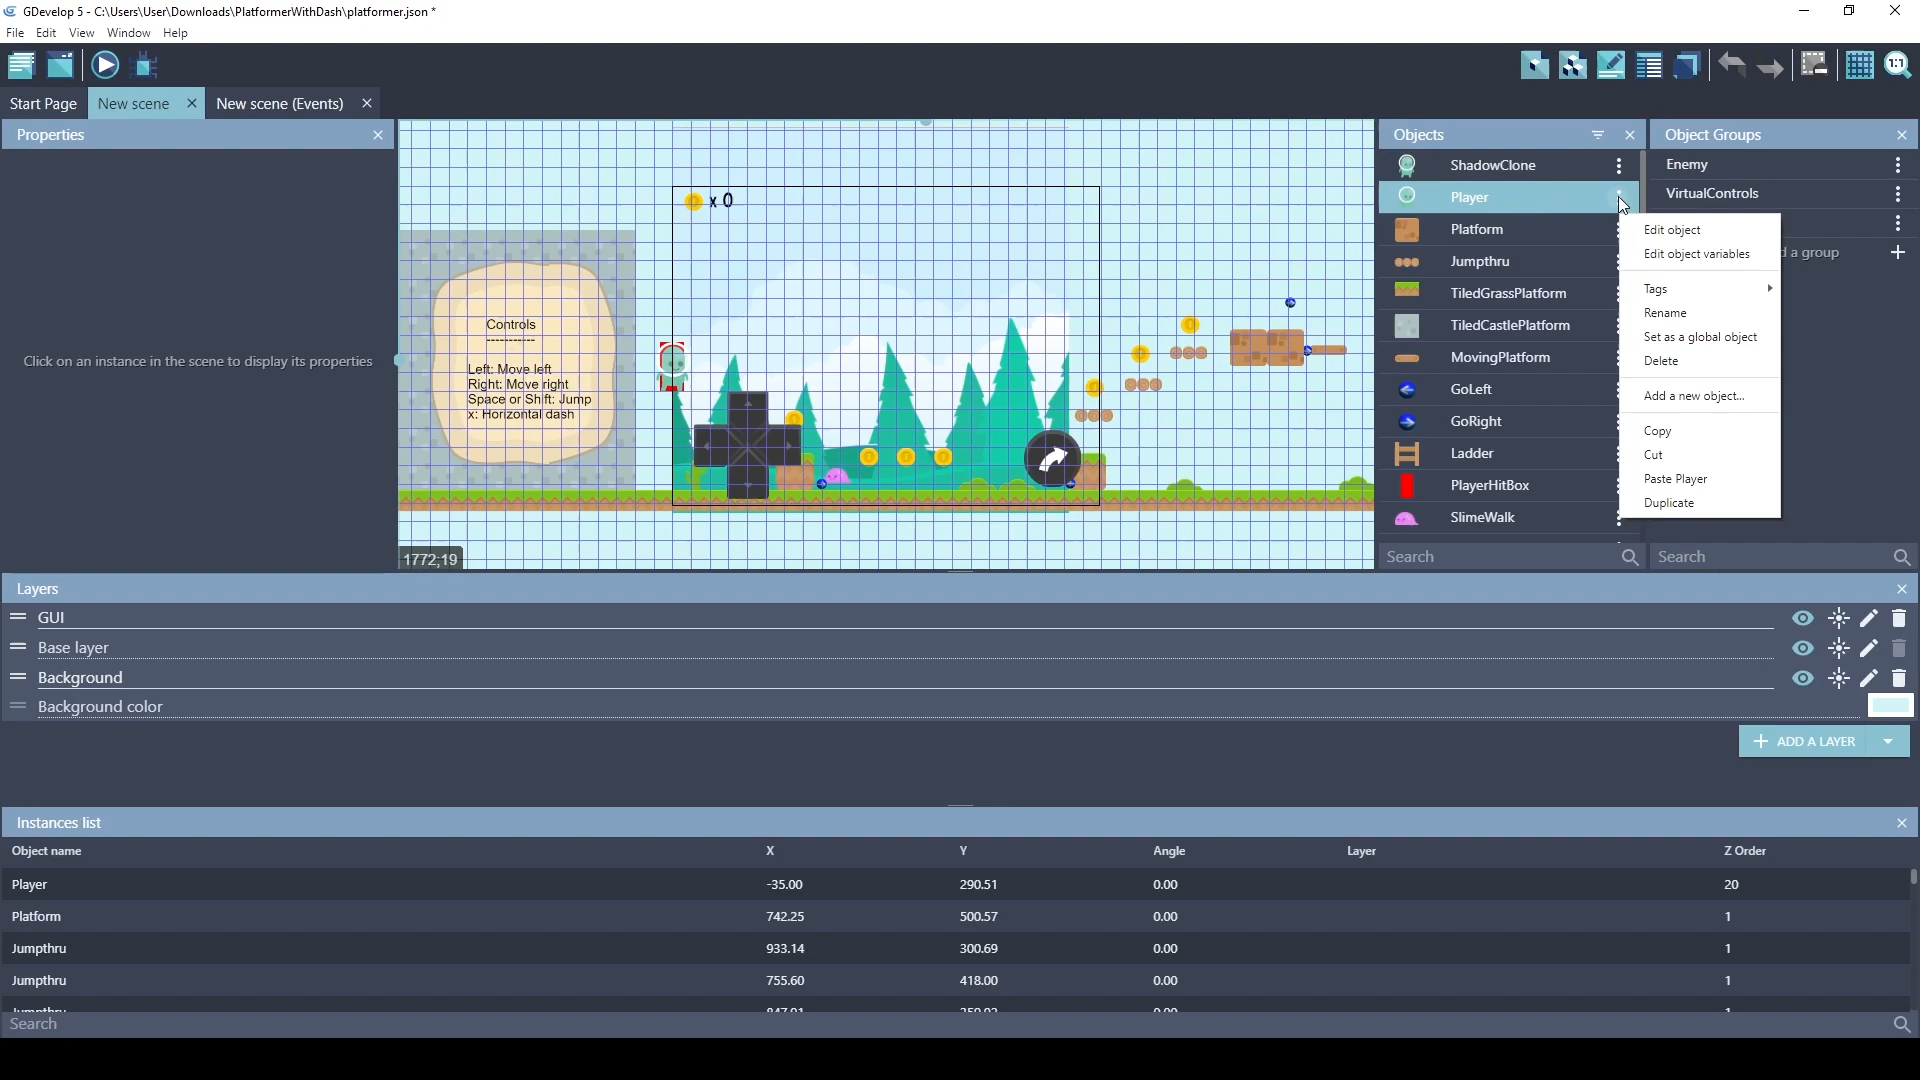 GDevelop 5 - C:\Users\User\Downloads\PlatformerWithDash\platformer.json *
File Edit View Window Help
1:1
Start Page New scene New scene (Events)
Properties
Click on an instance in the scene to display its properties
x 0
Controls
-----------
Left: Move left
Right: Move right
Space or Shift: Jump
x: Horizontal dash
1772;19
Objects
ShadowClone
Player
Platform
Jumpthru
TiledGrassPlatform
TiledCastlePlatform
MovingPlatform
GoLeft
GoRight
Ladder
PlayerHitBox
SlimeWalk
Search
Object Groups
Enemy
VirtualControls
d a group
Search
Edit object
Edit object variables
Tags
Rename
Set as a global object
Delete
Add a new object...
Copy
Cut
Paste Player
Duplicate
Layers
GUI
Base layer
Background
Background color
ADD A LAYER
Instances list
Object name X Y Angle Layer Z Order
Player -35.00 290.51 0.00 20
Platform 742.25 500.57 0.00 1
Jumpthru 933.14 300.69 0.00 1
Jumpthru 755.60 418.00 0.00 1
Search